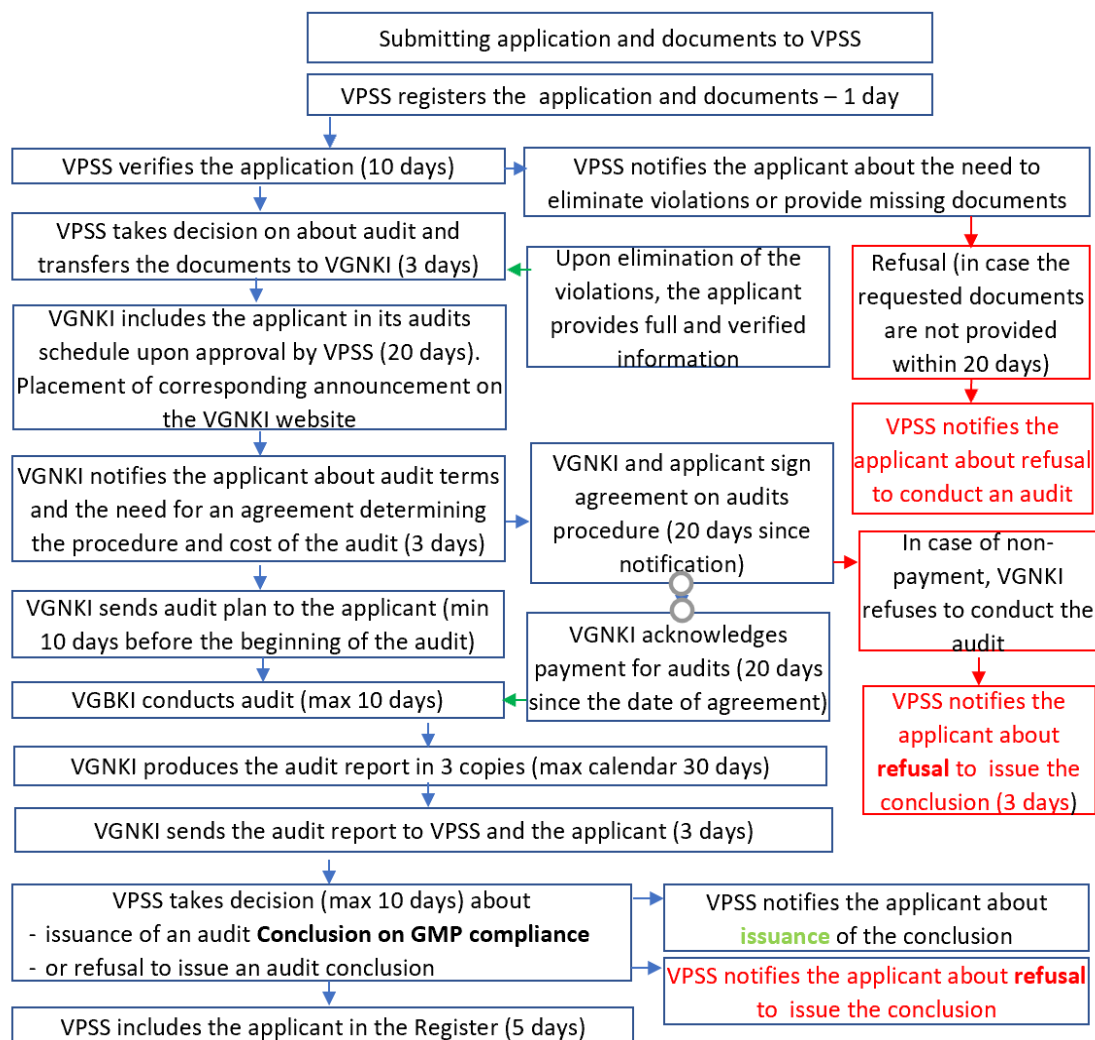 Submitting application and documents to VPSS
VPSS registers the  application and documents – 1 day
VPSS verifies the application (10 days)
VPSS notifies the applicant about the need to
eliminate violations or provide missing documents
VPSS takes decision on about audit and
transfers the documents to VGNKI (3 days)
Upon elimination of the
violations, the applicant
provides full and verified
information
Refusal (in case the
requested documents
are not provided
within 20 days)
VGNKI includes the applicant in its audits
schedule upon approval by VPSS (20 days).
Placement of corresponding announcement on
the VGNKI website
VPSS notifies the
applicant about refusal
to conduct an audit
VGNKI notifies the applicant about audit terms
and the need for an agreement determining
the procedure and cost of the audit (3 days)
VGNKI and applicant sign
agreement on audits
procedure (20 days since
notification)
In case of non-
payment, VGNKI
refuses to conduct the
audit
VGNKI sends audit plan to the applicant (min
10 days before the beginning of the audit)
VGNKI acknowledges
payment for audits (20 days
since the date of agreement)
VGBKI conducts audit (max 10 days)
VPSS notifies the
applicant about
refusal to  issue the
conclusion (3 days)
VGNKI produces the audit report in 3 copies (max calendar 30 days)
VGNKI sends the audit report to VPSS and the applicant (3 days)
VPSS takes decision (max 10 days) about
- issuance of an audit Conclusion on GMP compliance
- or refusal to issue an audit conclusion
VPSS notifies the applicant about
issuance of the conclusion
VPSS notifies the applicant about refusal
to  issue the conclusion
VPSS includes the applicant in the Register (5 days)